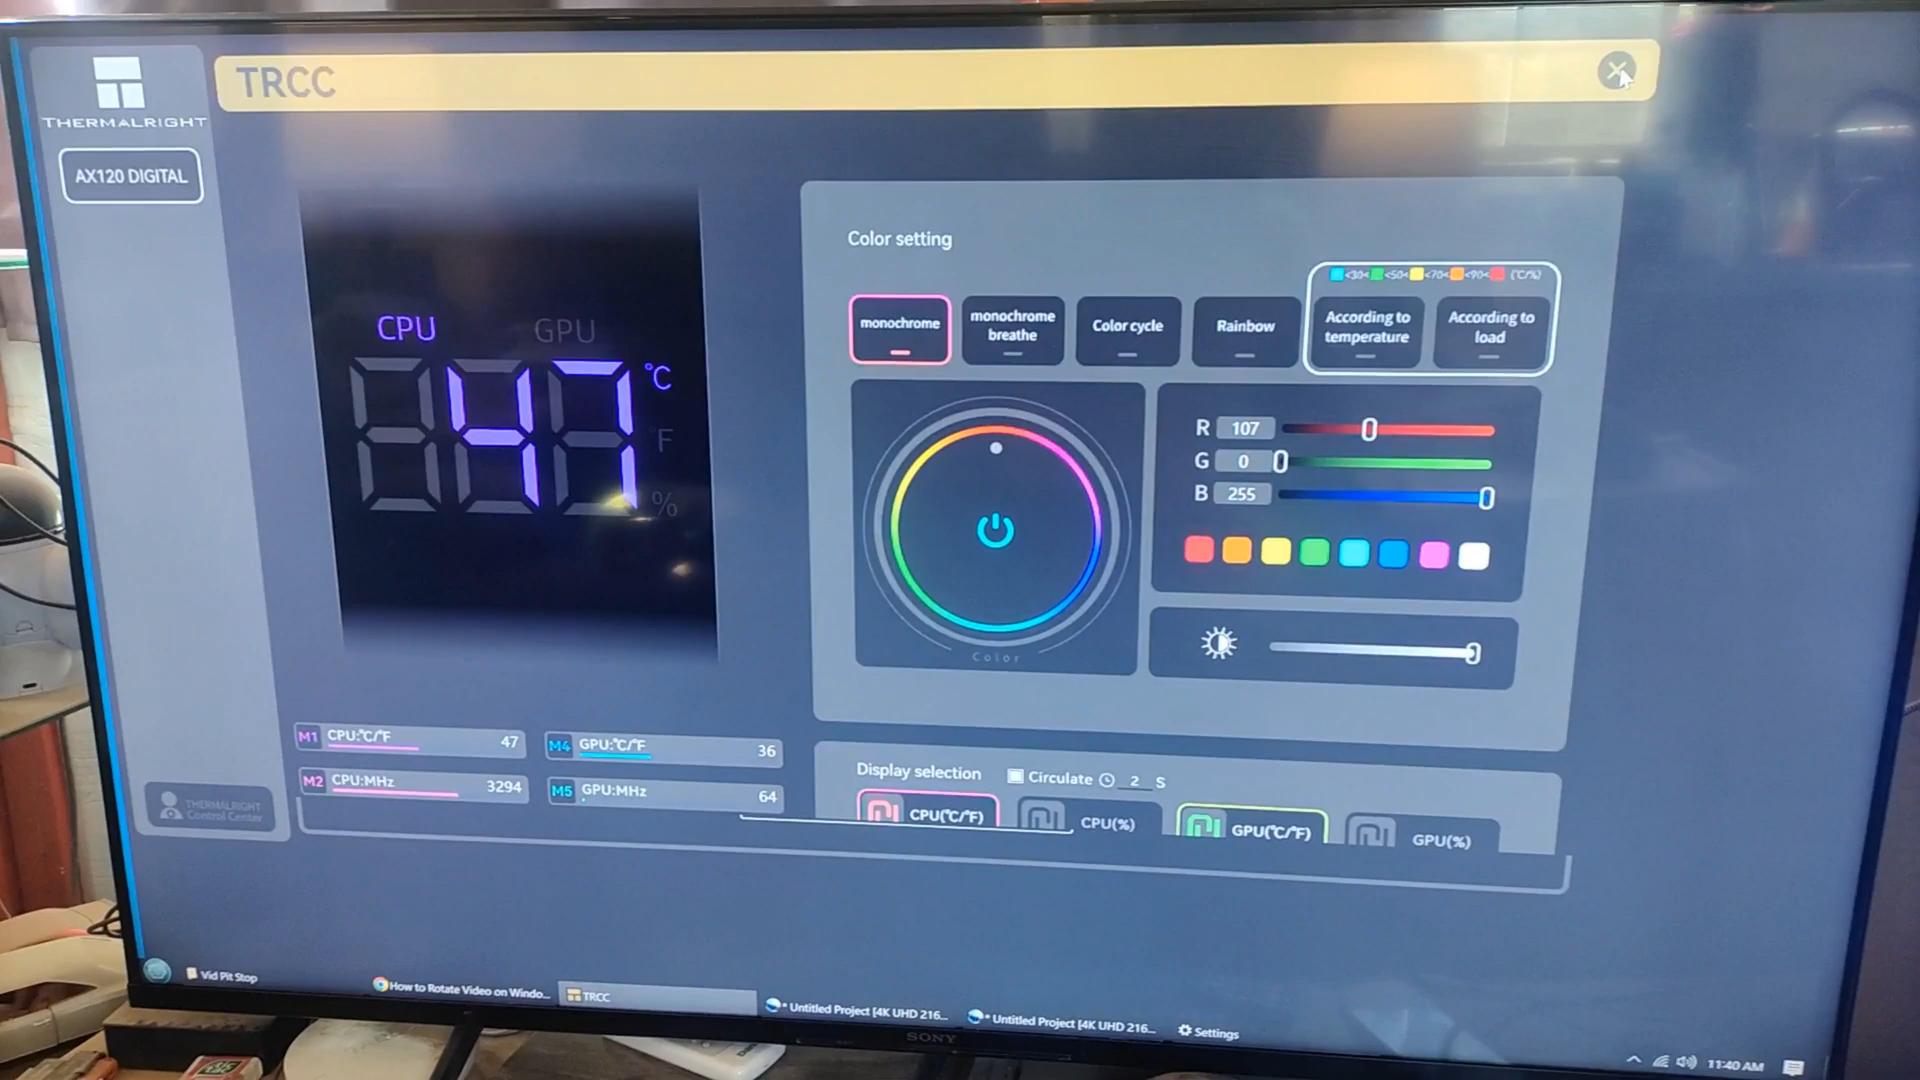 TRCC
THERMALRIGHT
AX120 DIGITAL
CPU
GPU
47
°C
°F
%
Color setting
<30< <50< <70< <90< (°C/%)
monochrome
monochrome breathe
Color cycle
Rainbow
According to temperature
According to load
R 107
G 0
B 255
Color
M1 CPU:°C/°F 47
M4 GPU:°C/°F 36
M2 CPU:MHz 3294
M5 GPU:MHz 64
Display selection
Circulate 2 S
CPU(°C/°F)
CPU(%)
GPU(°C/°F)
GPU(%)
THERMALRIGHT
Control Center
Vid Pit Stop
How to Rotate Video on Windo...
TRCC
* Untitled Project [4K UHD 216...
* Untitled Project [4K UHD 216...
Settings
11:40 AM
SONY